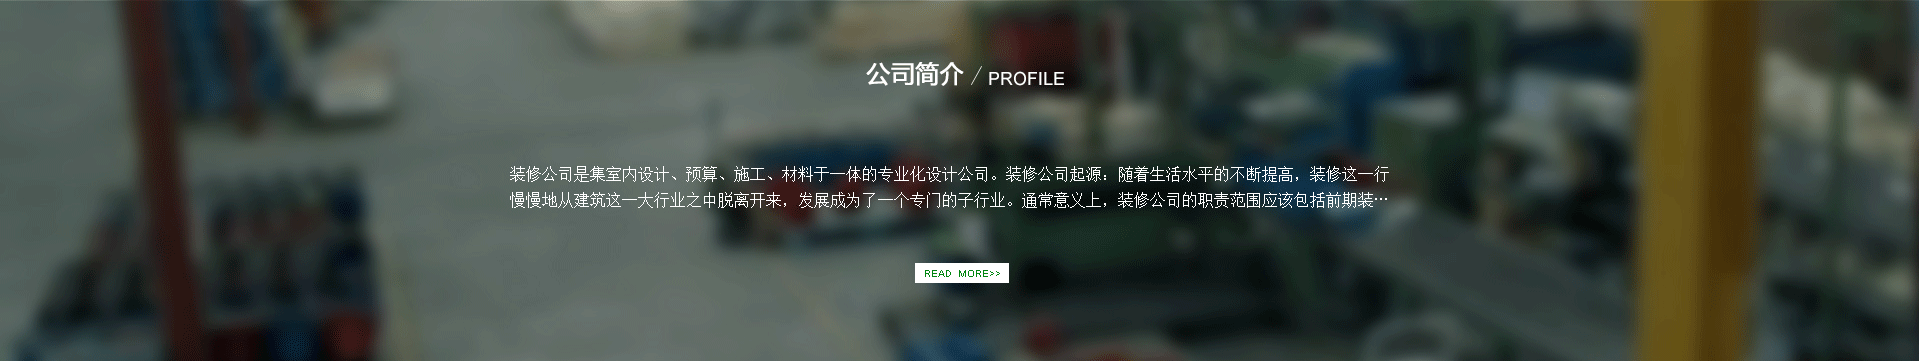 公司简介 / PROFILE
装修公司是集室内设计、预算、施工、材料于一体的专业化设计公司。装修公司起源：随着生活水平的不断提高，装修这一行
慢慢地从建筑这一大行业之中脱离开来，发展成为了一个专门的子行业。通常意义上，装修公司的职责范围应该包括前期装…
READ MORE>>